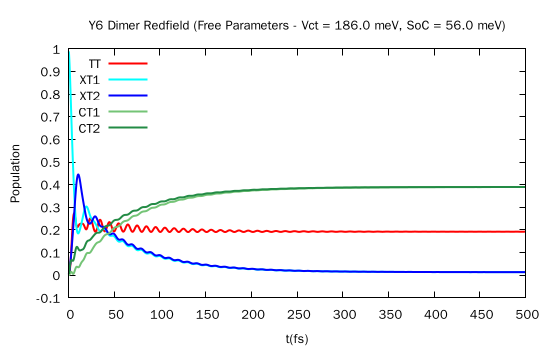 Y6 Dimer Redfield (Free Parameters - Vct = 186.0 meV, SoC = 56.0 meV)
1
0.9
0.8
0.7
0.6
0.5
0.4
0.3
0.2
0.1
0
-0.1
Population
TT
XT1
XT2
CT1
CT2
0 50 100 150 200 250 300 350 400 450 500
t(fs)